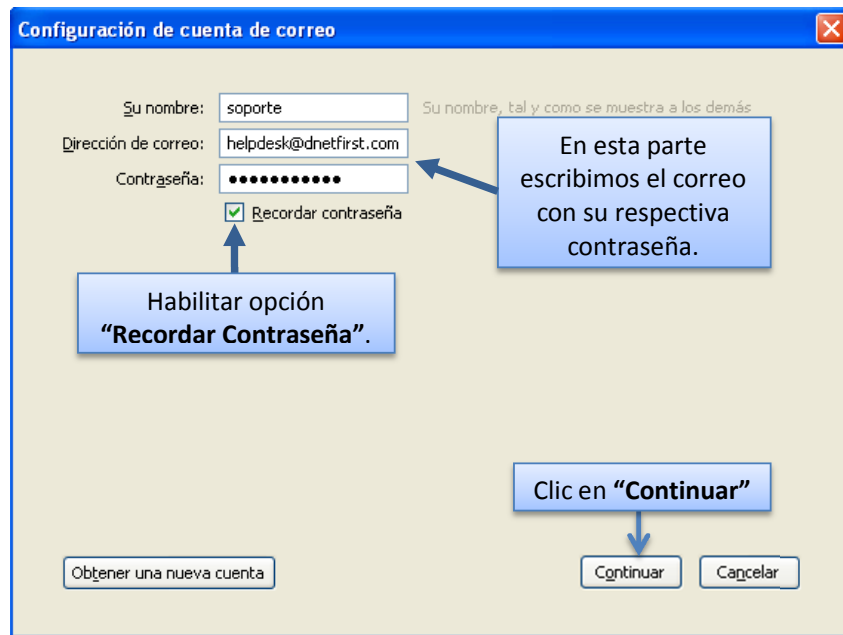 Configuración de cuenta de correo
Su nombre: soporte Su nombre, tal y como se muestra a los demás
Dirección de correo: helpdesk@dnetfirst.com
Contraseña: ●●●●●●●●●●●
Recordar contraseña
En esta parte
escribimos el correo
con su respectiva
contraseña.
Habilitar opción
“Recordar Contraseña”.
Clic en “Continuar”
Obtener una nueva cuenta
Continuar
Cancelar